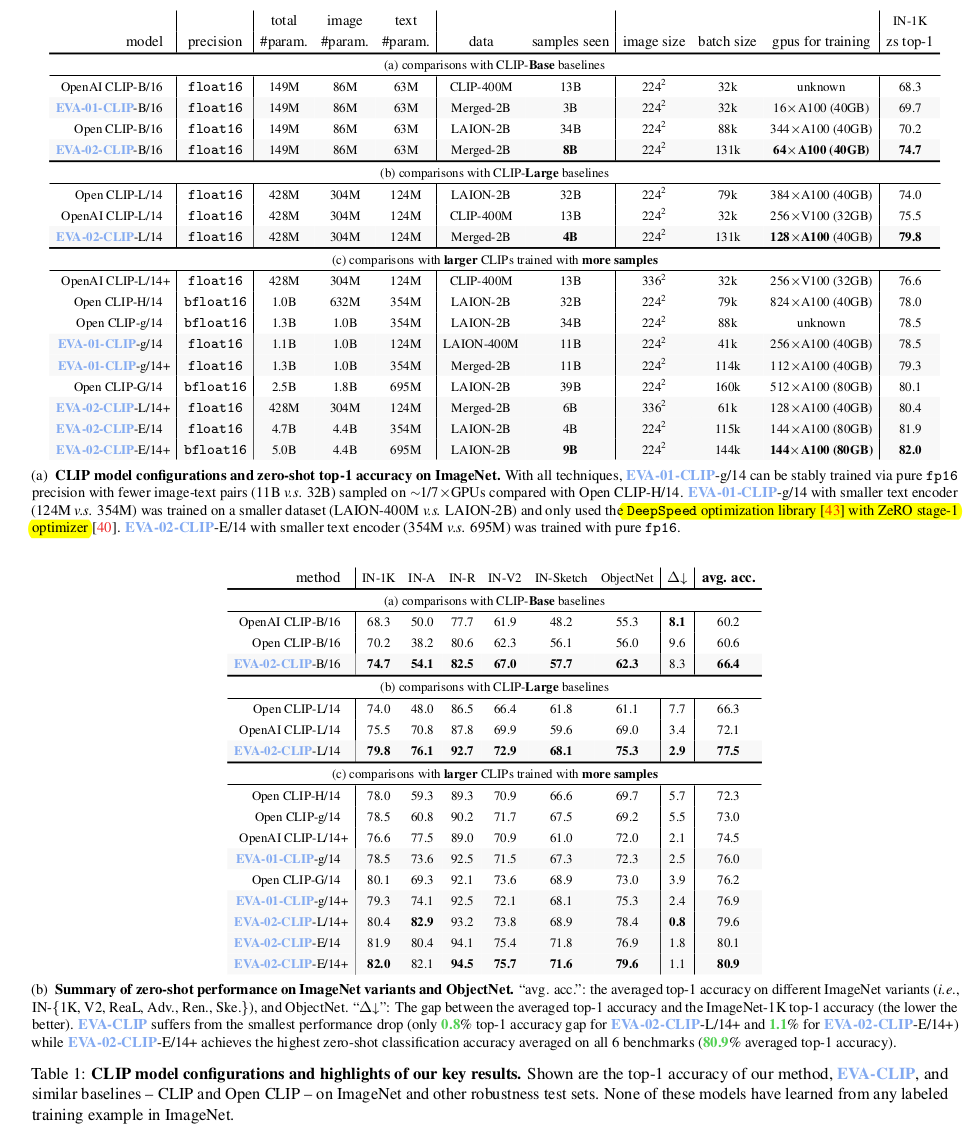 total image text IN-1K
model precision #param. #param. #param. data samples seen image size batch size gpus for training zs top-1
(a) comparisons with CLIP-Base baselines
OpenAI CLIP-B/16 float16 149M 86M 63M CLIP-400M 13B 224² 32k unknown 68.3
EVA-01-CLIP-B/16 float16 149M 86M 63M Merged-2B 3B 224² 32k 16×A100 (40GB) 69.7
Open CLIP-B/16 float16 149M 86M 63M LAION-2B 34B 224² 88k 344×A100 (40GB) 70.2
EVA-02-CLIP-B/16 float16 149M 86M 63M Merged-2B 8B 224² 131k 64×A100 (40GB) 74.7
(b) comparisons with CLIP-Large baselines
Open CLIP-L/14 float16 428M 304M 124M LAION-2B 32B 224² 79k 384×A100 (40GB) 74.0
OpenAI CLIP-L/14 float16 428M 304M 124M CLIP-400M 13B 224² 32k 256×V100 (32GB) 75.5
EVA-02-CLIP-L/14 float16 428M 304M 124M Merged-2B 4B 224² 131k 128×A100 (40GB) 79.8
(c) comparisons with larger CLIPs trained with more samples
OpenAI CLIP-L/14+ float16 428M 304M 124M CLIP-400M 13B 336² 32k 256×V100 (32GB) 76.6
Open CLIP-H/14 bfloat16 1.0B 632M 354M LAION-2B 32B 224² 79k 824×A100 (40GB) 78.0
Open CLIP-g/14 bfloat16 1.3B 1.0B 354M LAION-2B 34B 224² 88k unknown 78.5
EVA-01-CLIP-g/14 float16 1.1B 1.0B 124M LAION-400M 11B 224² 41k 256×A100 (40GB) 78.5
EVA-01-CLIP-g/14+ float16 1.3B 1.0B 354M Merged-2B 11B 224² 114k 112×A100 (40GB) 79.3
Open CLIP-G/14 bfloat16 2.5B 1.8B 695M LAION-2B 39B 224² 160k 512×A100 (80GB) 80.1
EVA-02-CLIP-L/14+ float16 428M 304M 124M Merged-2B 6B 336² 61k 128×A100 (40GB) 80.4
EVA-02-CLIP-E/14 float16 4.7B 4.4B 354M LAION-2B 4B 224² 115k 144×A100 (80GB) 81.9
EVA-02-CLIP-E/14+ bfloat16 5.0B 4.4B 695M LAION-2B 9B 224² 144k 144×A100 (80GB) 82.0
(a) CLIP model configurations and zero-shot top-1 accuracy on ImageNet. With all techniques, EVA-01-CLIP-g/14 can be stably trained via pure fp16
precision with fewer image-text pairs (11B v.s. 32B) sampled on ∼1/7×GPUs compared with Open CLIP-H/14. EVA-01-CLIP-g/14 with smaller text encoder
(124M v.s. 354M) was trained on a smaller dataset (LAION-400M v.s. LAION-2B) and only used the DeepSpeed optimization library [43] with ZeRO stage-1
optimizer [40]. EVA-02-CLIP-E/14 with smaller text encoder (354M v.s. 695M) was trained with pure fp16.
method IN-1K IN-A IN-R IN-V2 IN-Sketch ObjectNet Δ↓ avg. acc.
(a) comparisons with CLIP-Base baselines
OpenAI CLIP-B/16 68.3 50.0 77.7 61.9 48.2 55.3 8.1 60.2
Open CLIP-B/16 70.2 38.2 80.6 62.3 56.1 56.0 9.6 60.6
EVA-02-CLIP-B/16 74.7 54.1 82.5 67.0 57.7 62.3 8.3 66.4
(b) comparisons with CLIP-Large baselines
Open CLIP-L/14 74.0 48.0 86.5 66.4 61.8 61.1 7.7 66.3
OpenAI CLIP-L/14 75.5 70.8 87.8 69.9 59.6 69.0 3.4 72.1
EVA-02-CLIP-L/14 79.8 76.1 92.7 72.9 68.1 75.3 2.9 77.5
(c) comparisons with larger CLIPs trained with more samples
Open CLIP-H/14 78.0 59.3 89.3 70.9 66.6 69.7 5.7 72.3
Open CLIP-g/14 78.5 60.8 90.2 71.7 67.5 69.2 5.5 73.0
OpenAI CLIP-L/14+ 76.6 77.5 89.0 70.9 61.0 72.0 2.1 74.5
EVA-01-CLIP-g/14 78.5 73.6 92.5 71.5 67.3 72.3 2.5 76.0
Open CLIP-G/14 80.1 69.3 92.1 73.6 68.9 73.0 3.9 76.2
EVA-01-CLIP-g/14+ 79.3 74.1 92.5 72.1 68.1 75.3 2.4 76.9
EVA-02-CLIP-L/14+ 80.4 82.9 93.2 73.8 68.9 78.4 0.8 79.6
EVA-02-CLIP-E/14 81.9 80.4 94.1 75.4 71.8 76.9 1.8 80.1
EVA-02-CLIP-E/14+ 82.0 82.1 94.5 75.7 71.6 79.6 1.1 80.9
(b) Summary of zero-shot performance on ImageNet variants and ObjectNet. “avg. acc.”: the averaged top-1 accuracy on different ImageNet variants (i.e.,
IN-{1K, V2, ReaL, Adv., Ren., Ske.}), and ObjectNet. “Δ↓”: The gap between the averaged top-1 accuracy and the ImageNet-1K top-1 accuracy (the lower the
better). EVA-CLIP suffers from the smallest performance drop (only 0.8% top-1 accuracy gap for EVA-02-CLIP-L/14+ and 1.1% for EVA-02-CLIP-E/14+)
while EVA-02-CLIP-E/14+ achieves the highest zero-shot classification accuracy averaged on all 6 benchmarks (80.9% averaged top-1 accuracy).
Table 1: CLIP model configurations and highlights of our key results. Shown are the top-1 accuracy of our method, EVA-CLIP, and
similar baselines – CLIP and Open CLIP – on ImageNet and other robustness test sets. None of these models have learned from any labeled
training example in ImageNet.